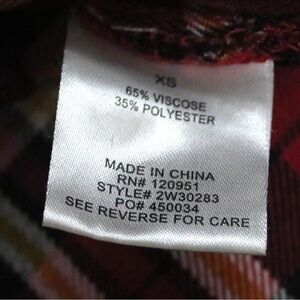 XS
65% VISCOSE
35% POLYESTER
MADE IN CHINA
RN# 120951
STYLE# 2W30283
PO# 450034
SEE REVERSE FOR CARE